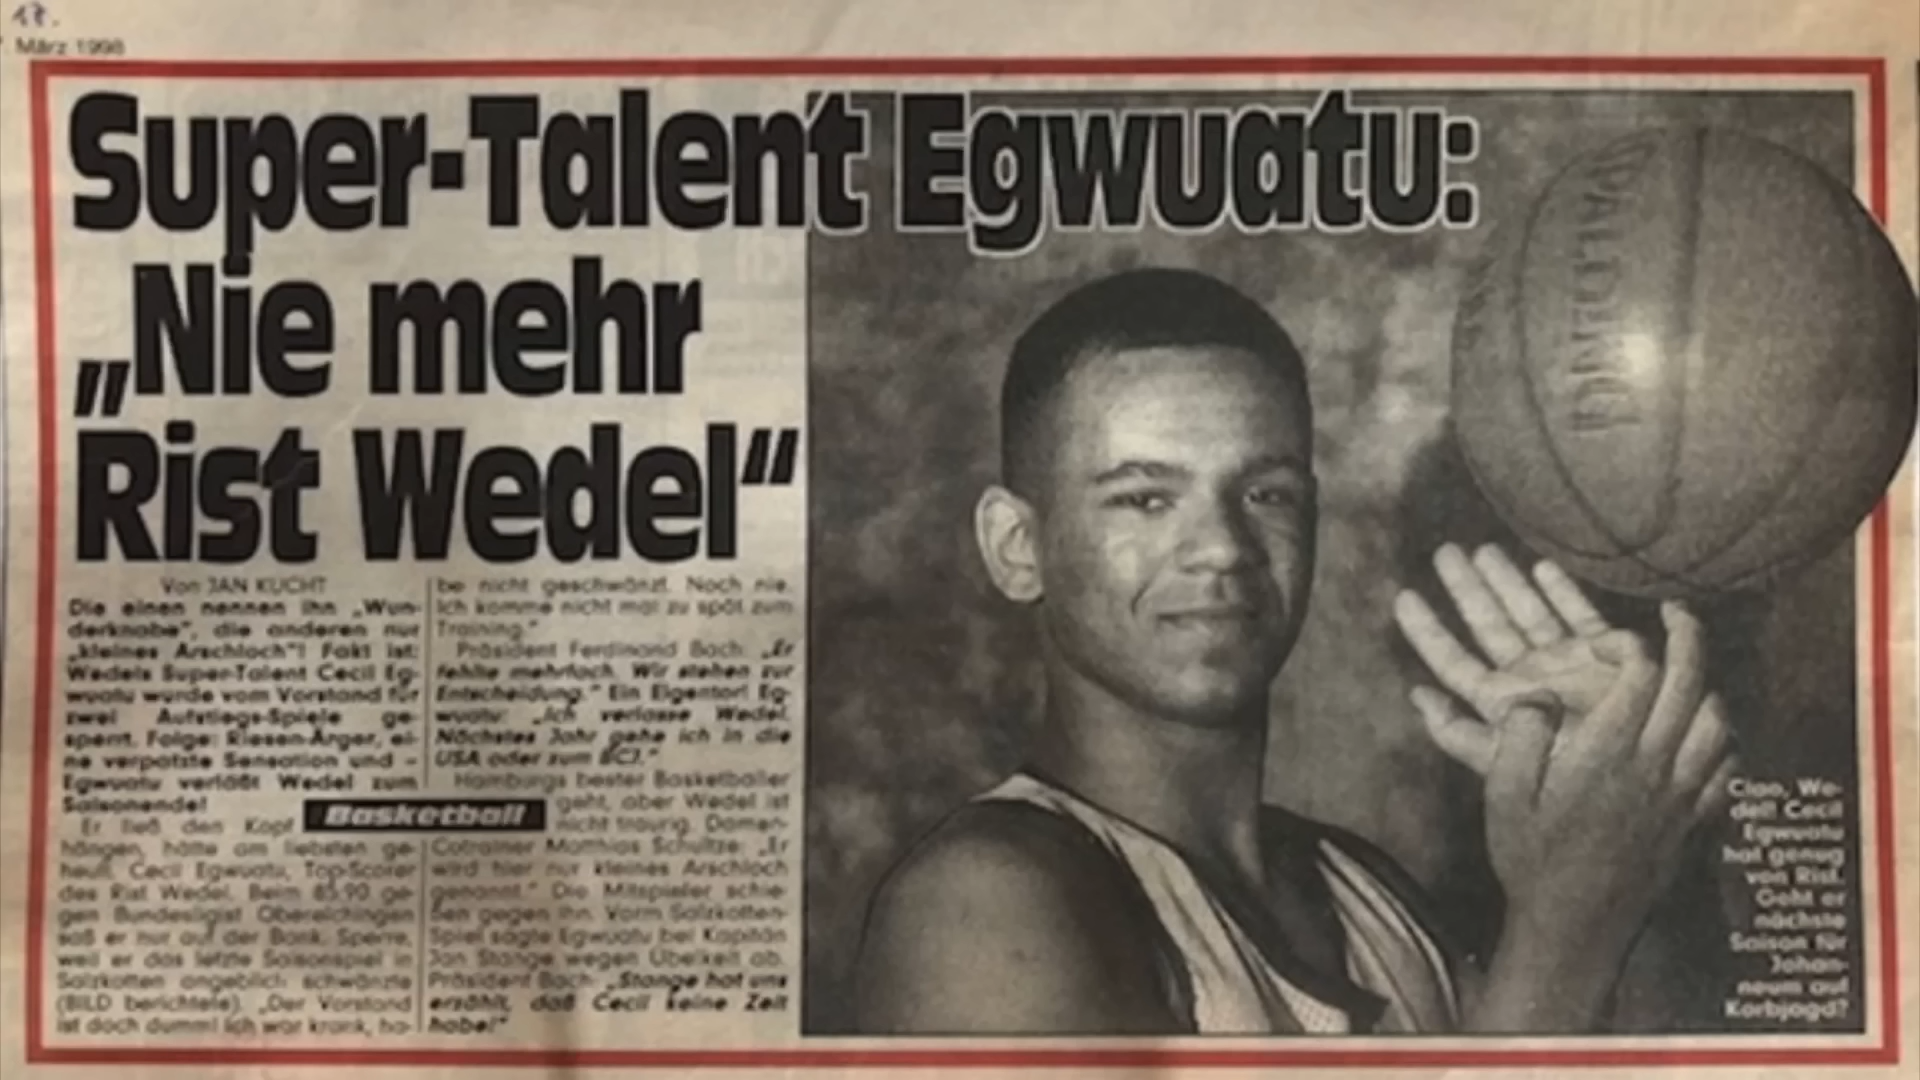 18.
März 1998
Super-Talent Egwuatu:
„Nie mehr
Rist Wedel“
Von JAN KUCHT
Die einen nennen ihn „Wun-
derknabe“, die anderen nur
„kleines Arschloch“! Fakt ist:
Wedels Super-Talent Cecil Eg-
wuatu wurde vom Vorstand für
zwei Aufstiegs-Spiele ge-
sperrt. Folge: Riesen-Ärger, ei-
ne verpatzte Sensation und –
Egwuatu verläßt Wedel zum
Saisonende!
Er ließ den Kopf
hängen, hätte am liebsten ge-
heult. Cecil Egwuatu, Top-Scorer
des Rist Wedel. Beim 85:90 ge-
gen Bundesligist Oberelchingen
saß er nur auf der Bank. Sperre,
weil er das letzte Saisonspiel in
Salzkotten angeblich schwänzte
(BILD berichtete). „Der Vorstand
ist doch dumm! Ich war krank, ha-
be nicht geschwänzt. Noch nie.
Ich komme nicht mal zu spät zum
Training.“
Präsident Ferdinand Bach: „Er
fehlte mehrfach. Wir stehen zur
Entscheidung.“ Ein Eigentor! Eg-
wuatu: „Ich verlasse Wedel.
Nächstes Jahr gehe ich in die
USA oder zum BCJ.“
Hamburgs bester Basketballer
geht, aber Wedel ist
nicht traurig. Damen-
Cotrainer Matthias Schultze: „Er
wird hier nur kleines Arschloch
genannt.“ Die Mitspieler schie-
ßen gegen ihn. Vorm Salzkotten-
Spiel sagte Egwuatu bei Kapitän
Jan Stange wegen Übelkeit ab.
Präsident Bach: „Stange hat uns
erzählt, daß Cecil keine Zeit
habe!“
Basketball
Ciao, We-
del! Cecil
Egwuatu
hat genug
von Rist.
Geht er
nächste
Saison für
Johan-
neum auf
Korbjagd?